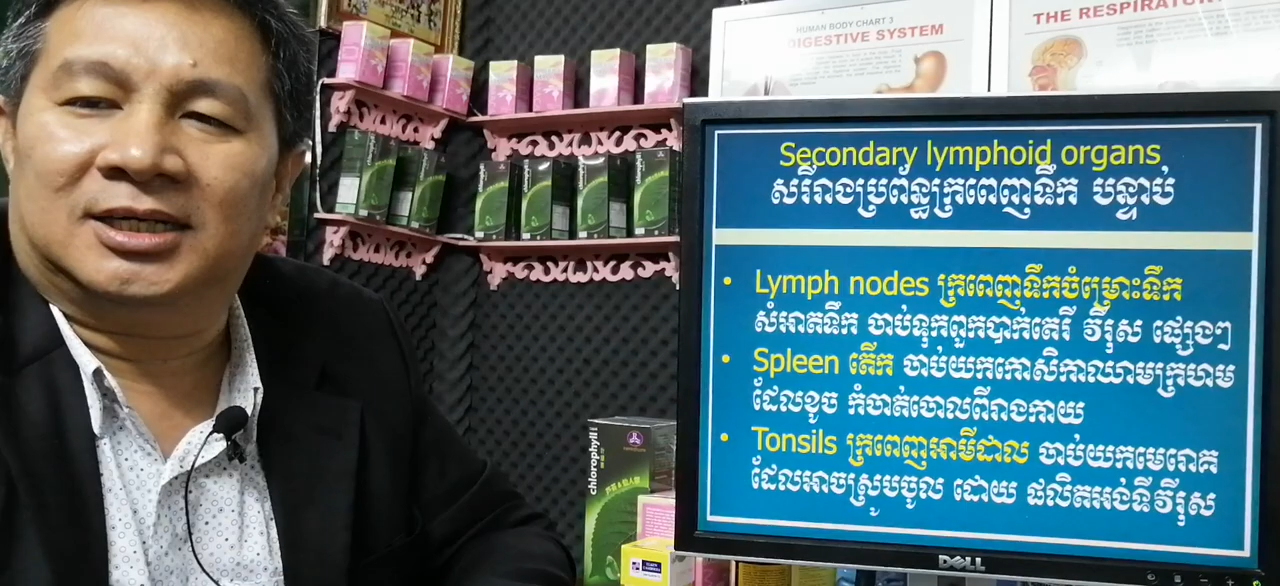 HUMAN BODY CHART 3
DIGESTIVE SYSTEM
THE RESPIRATOR
Secondary lymphoid organs
សរីរាងប្រព័ន្ធក្រពេញទឹក បន្ទាប់
• Lymph nodes ក្រពេញទឹកចំម្រោះទឹក
សំអាតទឹក ចាប់ទុកពួកបាក់តេរី វីរុស ផ្សេងៗ
• Spleen តើក ចាប់យកកោសិកាឈាមក្រហម
ដែលខូច កំចាត់ចោលពីរាងកាយ
• Tonsils ក្រពេញអាមីដាល ចាប់យកមេរោគ
ដែលអាចស្រូបចូល ដោយ ផលិតអង់ទីវីរុស
DELL
chlorophyll